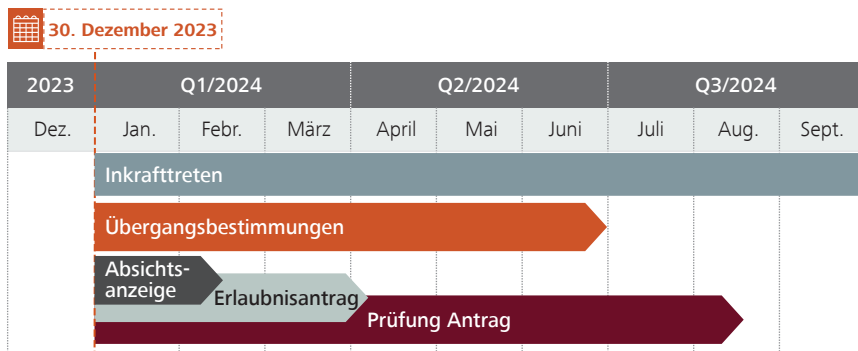 30. Dezember 2023
2023 Q1/2024 Q2/2024 Q3/2024
Dez. Jan. Febr. März April Mai Juni Juli Aug. Sept.
Inkrafttreten
Übergangsbestimmungen
Absichts-
anzeige
Erlaubnisantrag
Prüfung Antrag